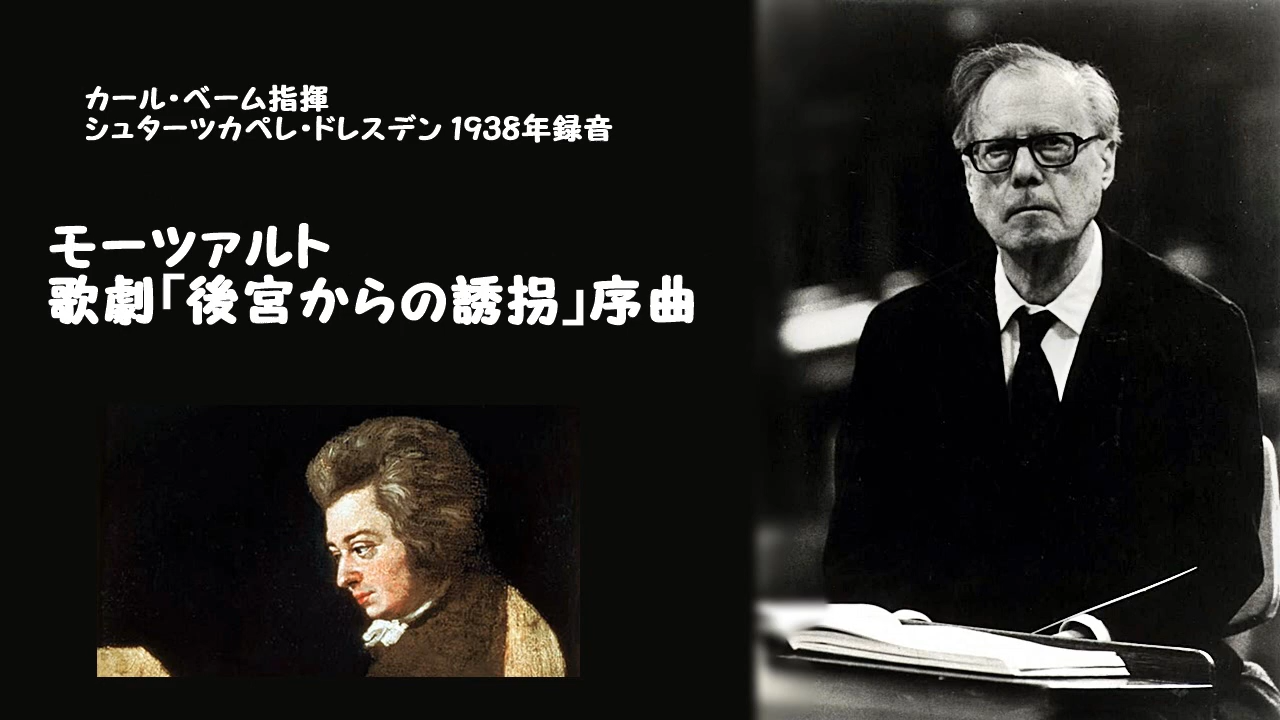 カール・ベーム指揮
シュターツカペレ・ドレスデン 1938年録音
モーツァルト
歌劇「後宮からの誘拐」序曲